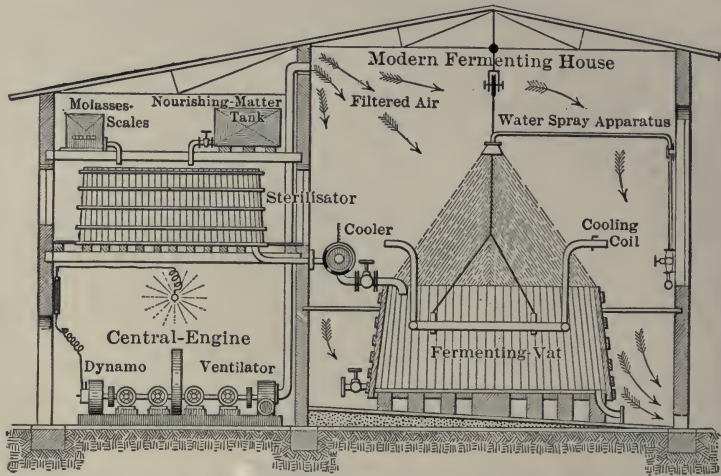 Modern Fermenting House
Molasses-
Scales
Nourishing-Matter
Tank
Filtered Air
Water Spray Apparatus
Sterilisator
Cooler
Cooling
Coil
Central-Engine
Dynamo
Ventilator
Fermenting-Vat